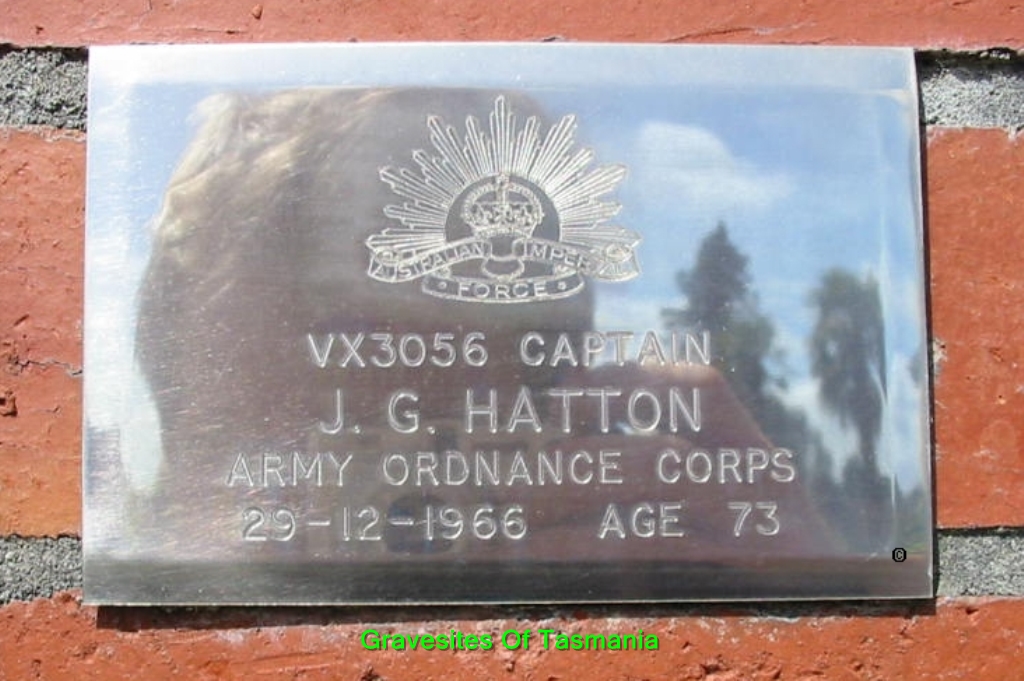 AUSTRALIAN IMPERIAL
FORCE
VX3056 CAPTAIN
J. G. HATTON
ARMY ORDNANCE CORPS
29-12-1966 AGE 73
©
Gravesites Of Tasmania